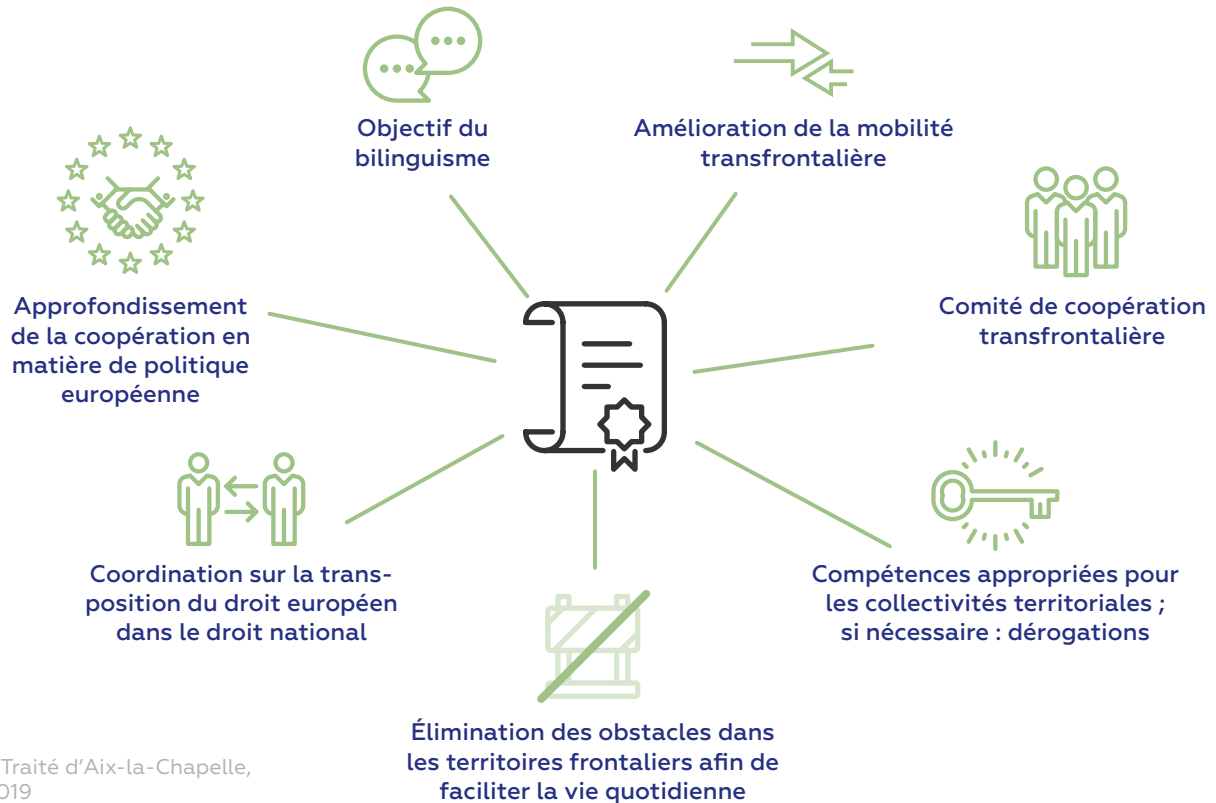 Objectif du
bilinguisme
Amélioration de la mobilité
transfrontalière
Approfondissement
de la coopération en
matière de politique
européenne
Comité de coopération
transfrontalière
Coordination sur la trans-
position du droit européen
dans le droit national
Compétences appropriées pour
les collectivités territoriales ;
si nécessaire : dérogations
Élimination des obstacles dans
les territoires frontaliers afin de
faciliter la vie quotidienne
Traité d'Aix-la-Chapelle,
019